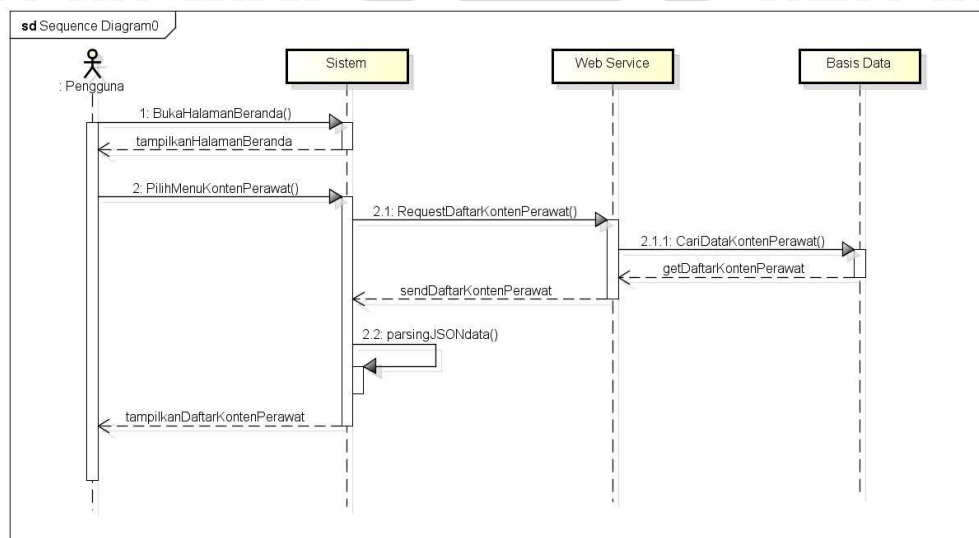 sd Sequence Diagram0
: Pengguna
Sistem
Web Service
Basis Data
1: BukaHalamanBeranda()
tampilkanHalamanBeranda
2: PilihMenuKontenPerawat()
2.1: RequestDaftarKontenPerawat()
2.1.1: CariDataKontenPerawat()
getDaftarKontenPerawat
sendDaftarKontenPerawat
2.2: parsingJSONdata()
tampilkanDaftarKontenPerawat